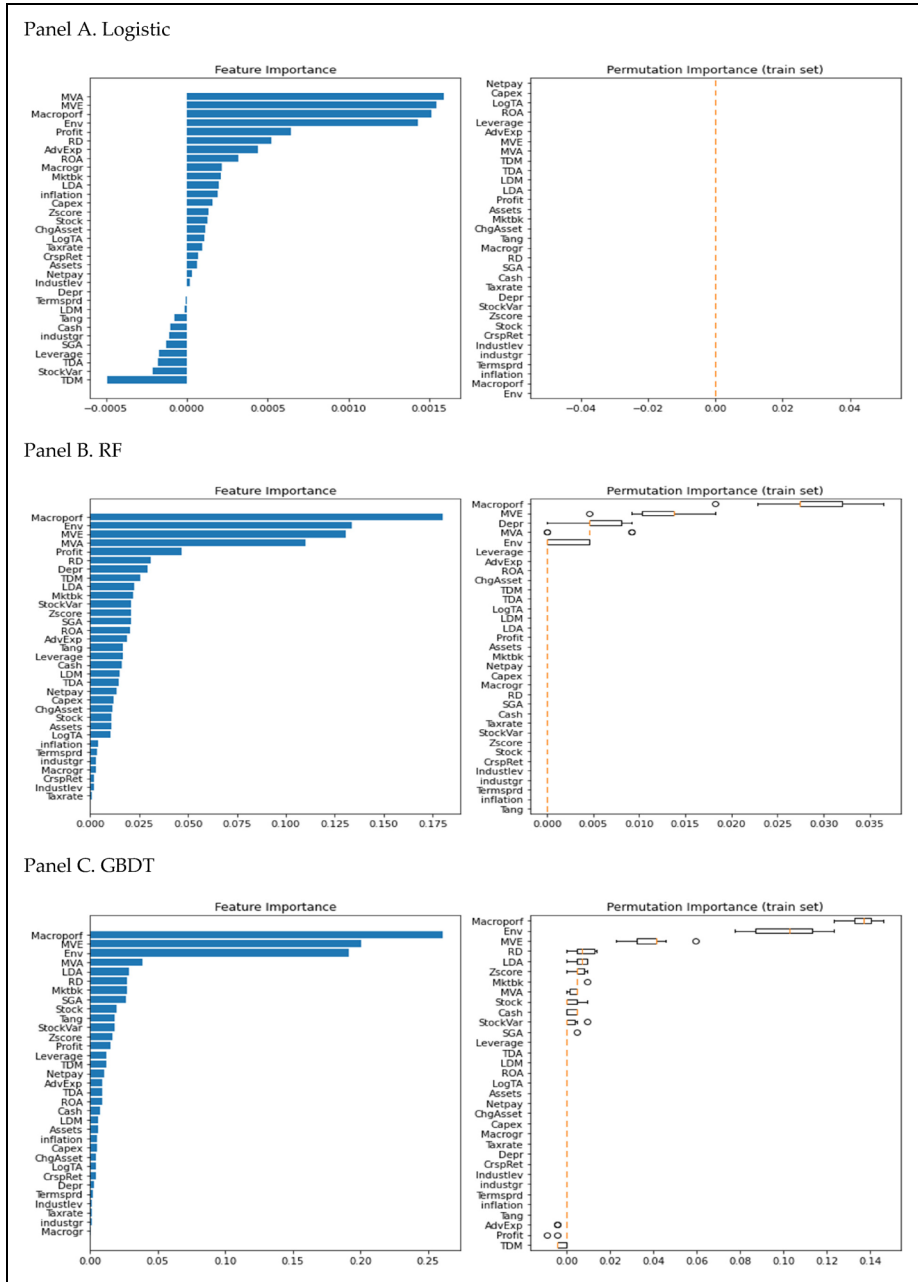 Panel A. Logistic
Feature Importance
MVA
MVE
Macroporf
Env
Profit
RD
AdvExp
ROA
Macrogr
Mktbk
LDA
inflation
Capex
Zscore
Stock
ChgAsset
LogTA
Taxrate
CrspRet
Assets
Netpay
Industlev
Depr
Termsprd
LDM
Tang
Cash
industgr
SGA
Leverage
TDA
StockVar
TDM
−0.0005 0.0000 0.0005 0.0010 0.0015
Permutation Importance (train set)
Netpay
Capex
LogTA
ROA
Leverage
AdvExp
MVE
MVA
TDM
TDA
LDM
LDA
Profit
Assets
Mktbk
ChgAsset
Tang
Macrogr
RD
SGA
Cash
Taxrate
Depr
StockVar
Zscore
Stock
CrspRet
Industlev
industgr
Termsprd
inflation
Macroporf
Env
−0.04 −0.02 0.00 0.02 0.04
Panel B. RF
Feature Importance
Macroporf
Env
MVE
MVA
Profit
RD
Depr
TDM
LDA
Mktbk
StockVar
Zscore
SGA
ROA
AdvExp
Tang
Leverage
Cash
LDM
TDA
Netpay
Capex
ChgAsset
Stock
Assets
LogTA
inflation
Termsprd
industgr
Macrogr
CrspRet
Industlev
Taxrate
0.000 0.025 0.050 0.075 0.100 0.125 0.150 0.175
Permutation Importance (train set)
Macroporf
MVE
Depr
MVA
Env
Leverage
AdvExp
ROA
ChgAsset
TDM
TDA
LogTA
LDM
LDA
Profit
Assets
Mktbk
Netpay
Capex
Macrogr
RD
SGA
Cash
Taxrate
StockVar
Zscore
Stock
CrspRet
Industlev
industgr
Termsprd
inflation
Tang
0.000 0.005 0.010 0.015 0.020 0.025 0.030 0.035
Panel C. GBDT
Feature Importance
Macroporf
MVE
Env
MVA
LDA
RD
Mktbk
SGA
Stock
Tang
StockVar
Zscore
Profit
Leverage
TDM
Netpay
AdvExp
TDA
ROA
Cash
LDM
Assets
inflation
Capex
ChgAsset
LogTA
CrspRet
Depr
Termsprd
Industlev
Taxrate
industgr
Macrogr
0.00 0.05 0.10 0.15 0.20 0.25
Permutation Importance (train set)
Macroporf
Env
MVE
RD
LDA
Zscore
Mktbk
MVA
Stock
Cash
StockVar
SGA
Leverage
TDA
LDM
ROA
LogTA
Assets
Netpay
ChgAsset
Capex
Macrogr
Taxrate
Depr
CrspRet
Industlev
industgr
Termsprd
inflation
Tang
AdvExp
Profit
TDM
0.00 0.02 0.04 0.06 0.08 0.10 0.12 0.14